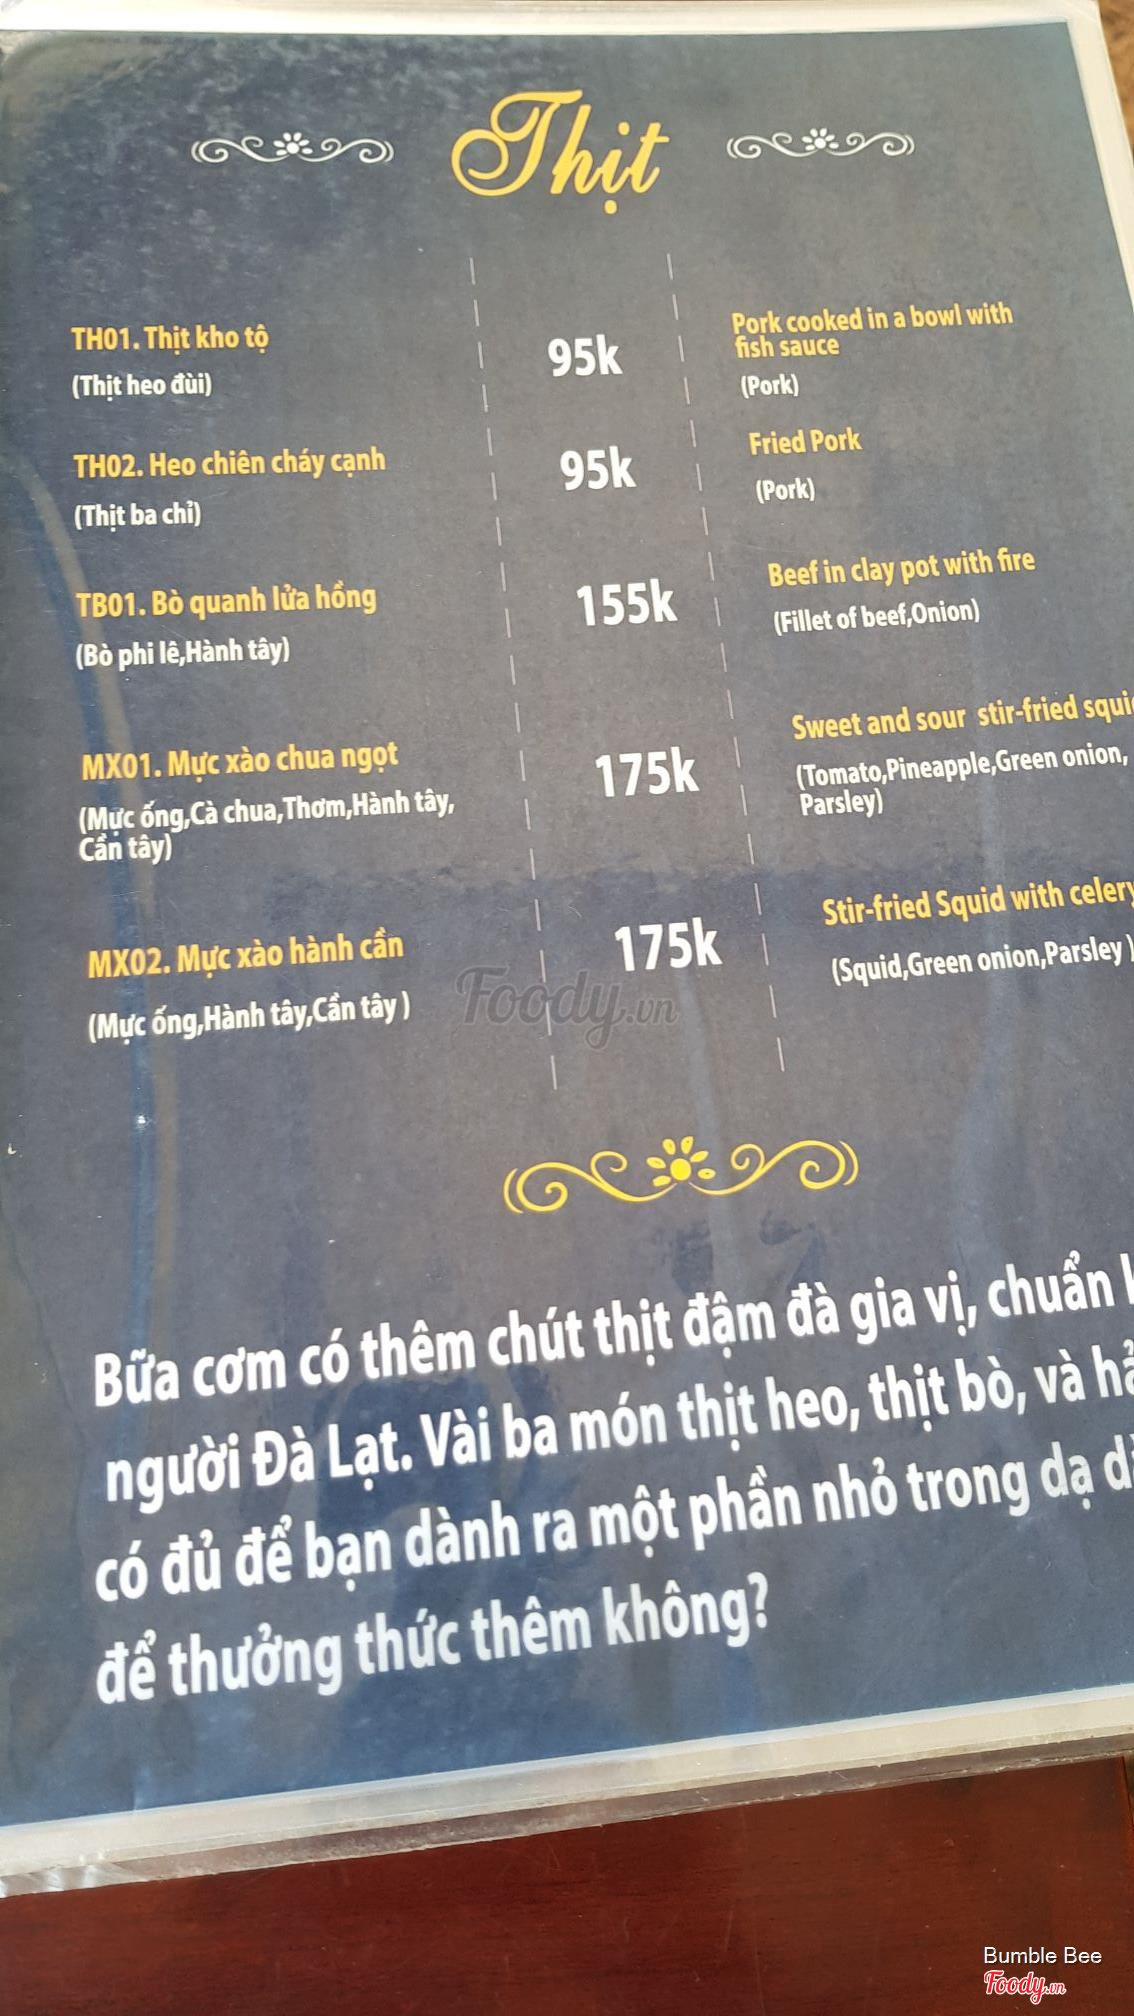 Thịt
TH01. Thịt kho tộ
(Thịt heo đùi)
95k
Pork cooked in a bowl with
fish sauce
(Pork)
TH02. Heo chiên cháy cạnh
(Thịt ba chỉ)
95k
Fried Pork
(Pork)
TB01. Bò quanh lửa hồng
(Bò phi lê,Hành tây)
155k
Beef in clay pot with fire
(Fillet of beef,Onion)
MX01. Mực xào chua ngọt
(Mực ống,Cà chua,Thơm,Hành tây,
Cần tây)
175k
Sweet and sour stir-fried
(Tomato,Pineapple,Green onion,
Parsley)
MX02. Mực xào hành cần
(Mực ống,Hành tây,Cần tây )
175k
Stir-fried Squid with celery
(Squid,Green onion,Parsley )
Foody.vn
Bữa cơm có thêm chút thịt đậm đà gia vị, chuẩn
người Đà Lạt. Vài ba món thịt heo, thịt bò, và
có đủ để bạn dành ra một phần nhỏ trong dạ
để thưởng thức thêm không?
Bumble Bee
Foody.vn